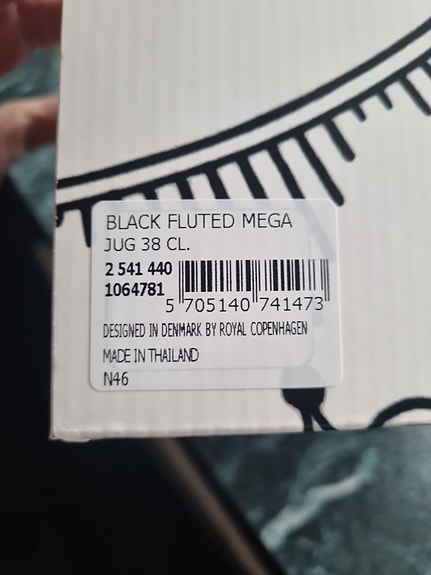 BLACK FLUTED MEGA
JUG 38 CL.
2 541 440
1064781
5 705140 741473
DESIGNED IN DENMARK BY ROYAL COPENHAGEN
MADE IN THAILAND
N46